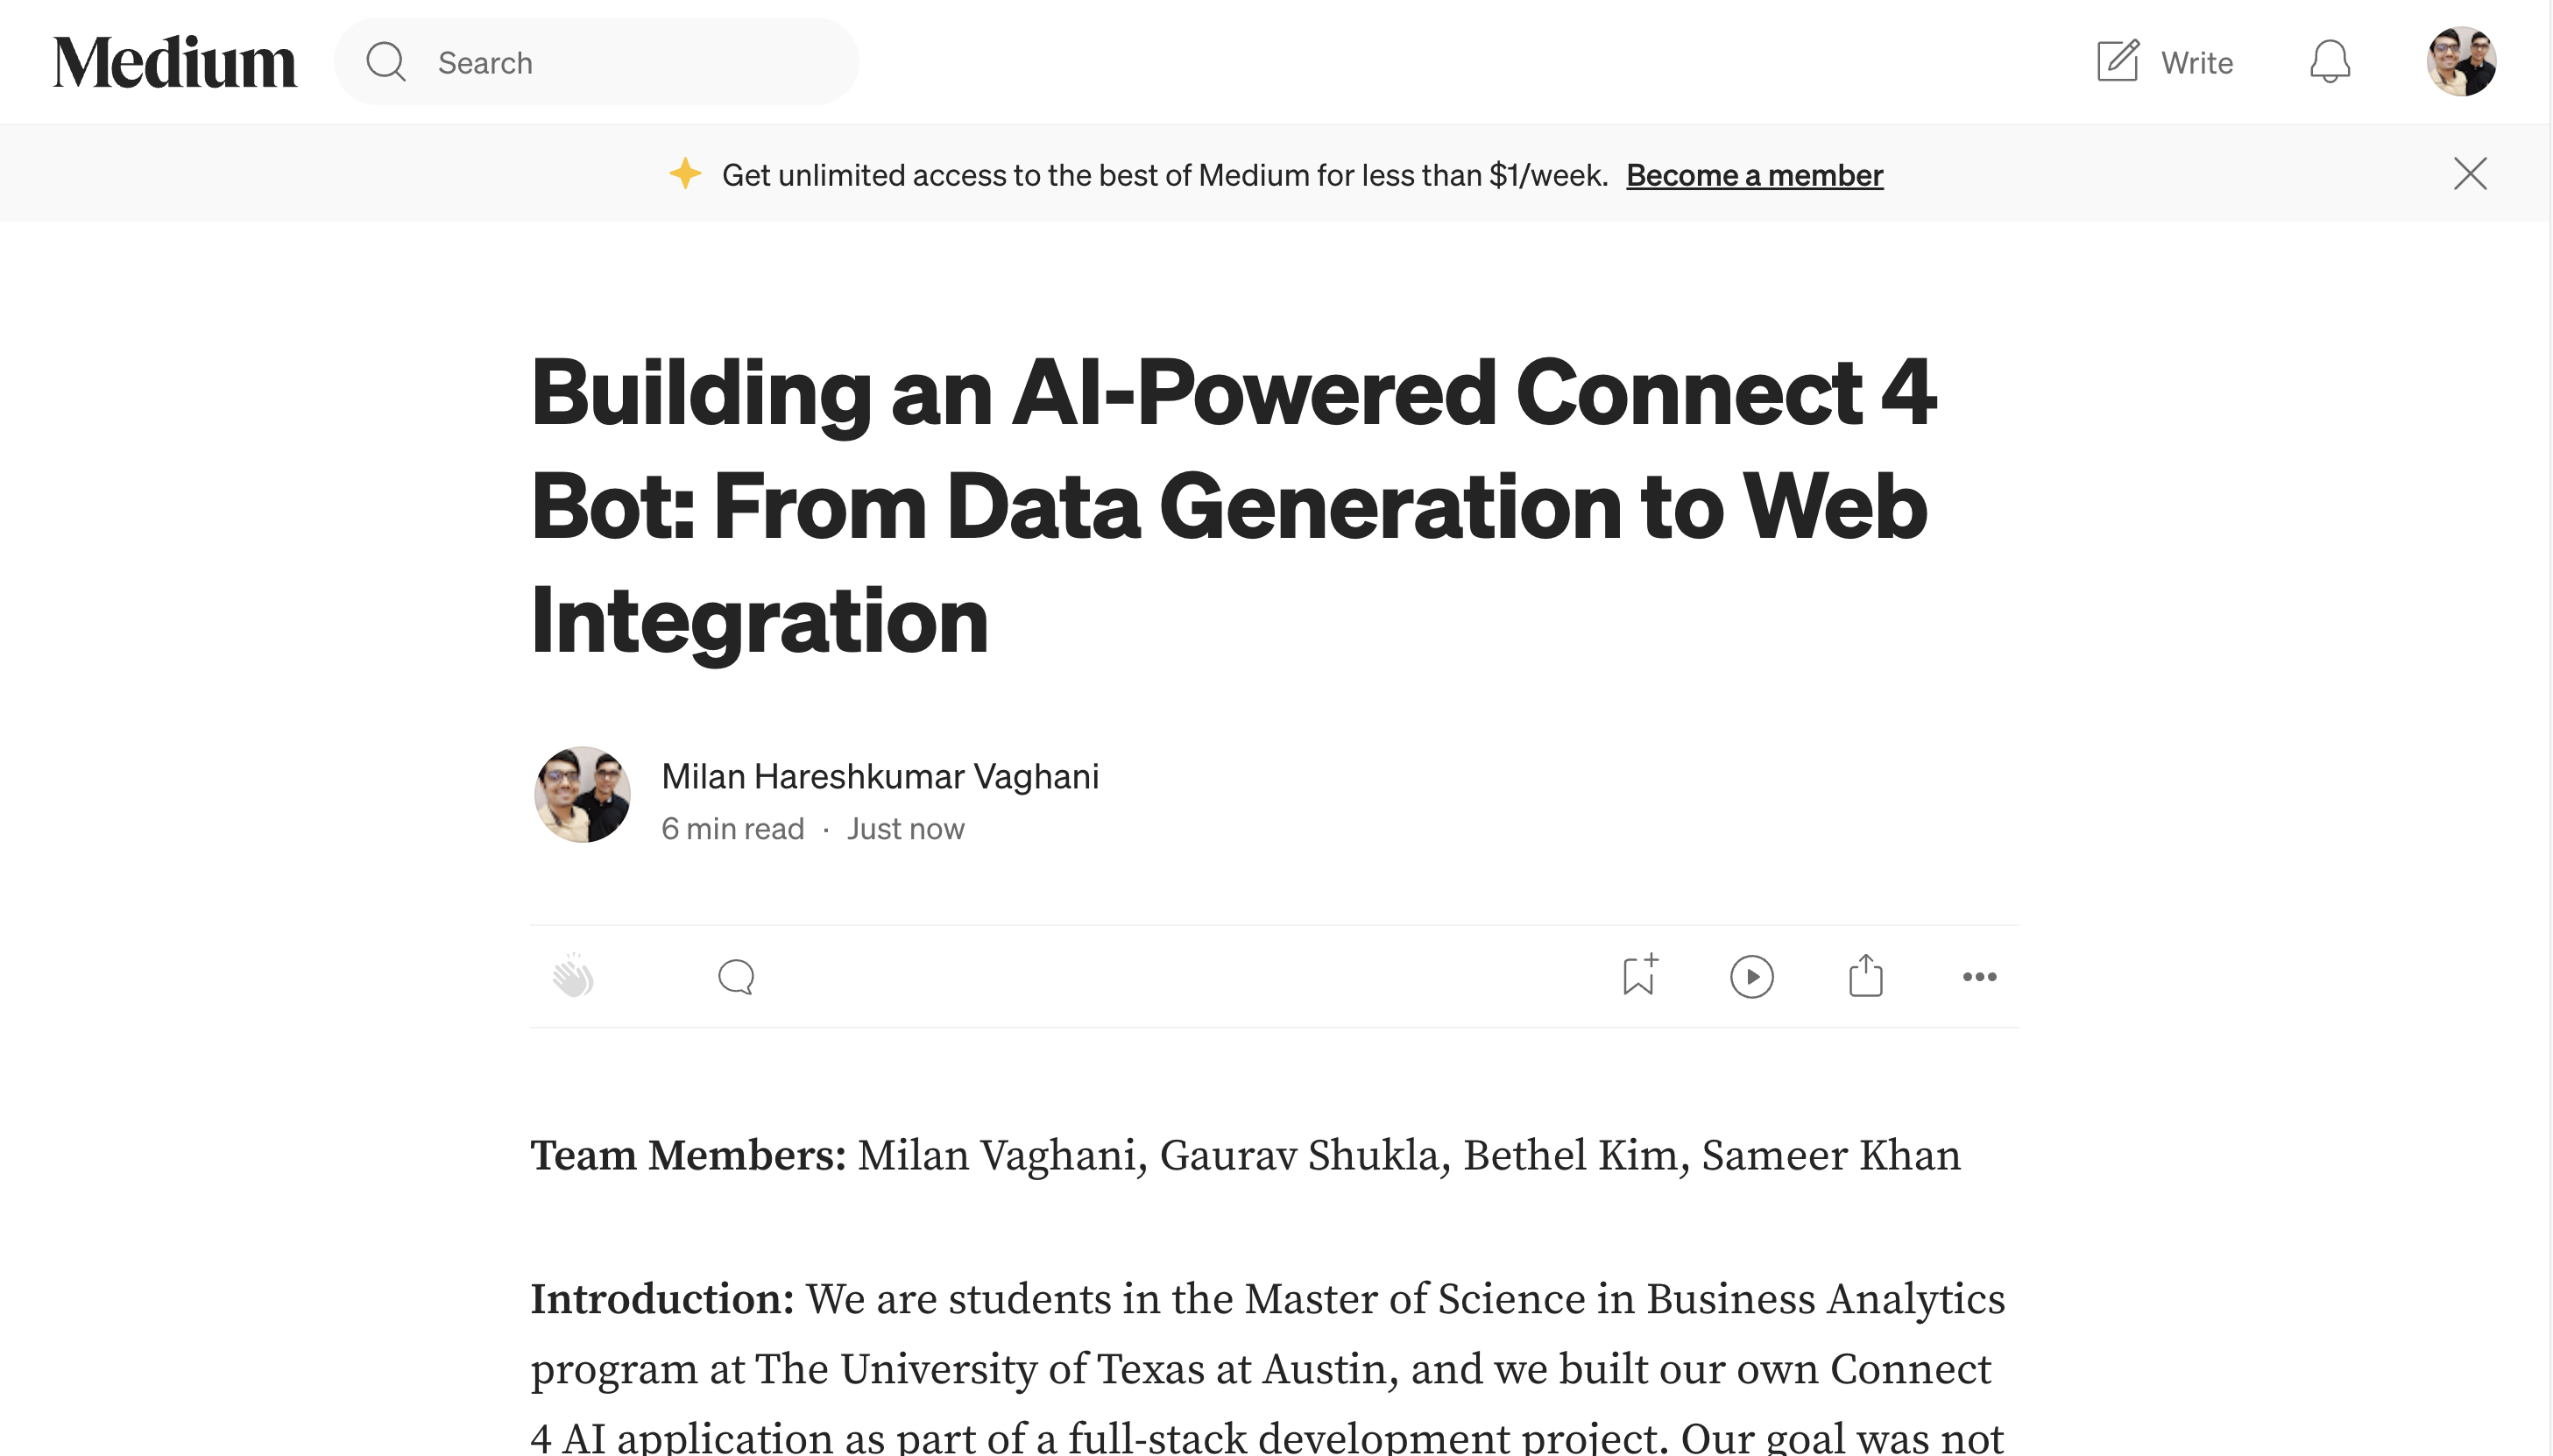 Medium
Search
Write
Get unlimited access to the best of Medium for less than $1/week. Become a member
Building an AI-Powered Connect 4
Bot: From Data Generation to Web
Integration
Milan Hareshkumar Vaghani
6 min read · Just now
Team Members: Milan Vaghani, Gaurav Shukla, Bethel Kim, Sameer Khan
Introduction: We are students in the Master of Science in Business Analytics
program at The University of Texas at Austin, and we built our own Connect
4 AI application as part of a full-stack development project. Our goal was not